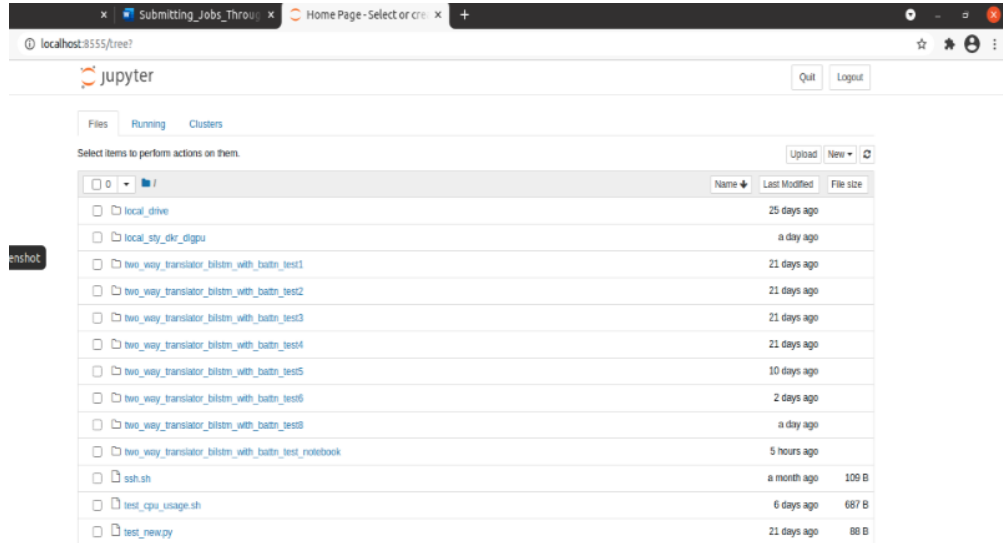 x Submitting_Jobs_Throug x Home Page - Select or crea x +
localhost:8555/tree?
jupyter Quit Logout
Files Running Clusters
Select items to perform actions on them. Upload New
0 / Name Last Modified File size
local_drive 25 days ago
local_sty_dkr_dlgpu a day ago
enshot
two_way_translator_bilstm_with_battn_test1 21 days ago
two_way_translator_bilstm_with_battn_test2 21 days ago
two_way_translator_bilstm_with_battn_test3 21 days ago
two_way_translator_bilstm_with_battn_test4 21 days ago
two_way_translator_bilstm_with_battn_test5 10 days ago
two_way_translator_bilstm_with_battn_test6 2 days ago
two_way_translator_bilstm_with_battn_test8 a day ago
two_way_translator_bilstm_with_battn_test_notebook 5 hours ago
ssh.sh a month ago 109 B
test_cpu_usage.sh 6 days ago 687 B
test_new.py 21 days ago 88 B